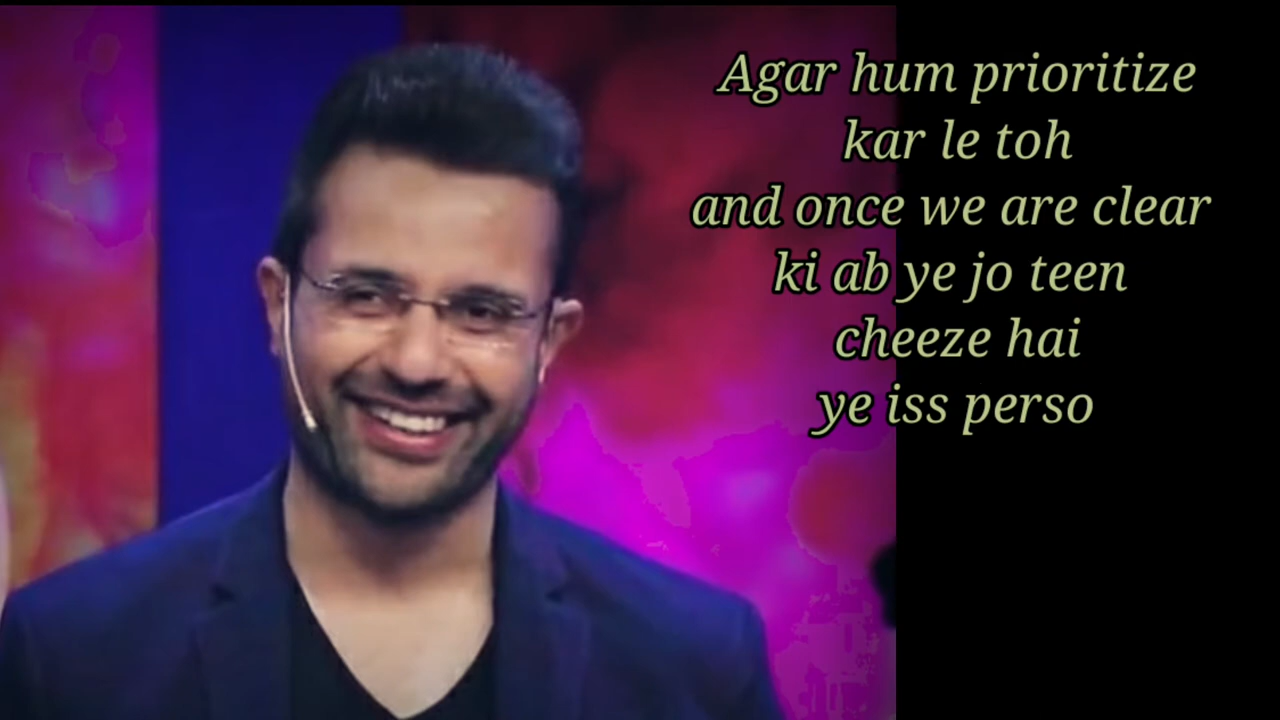 Agar hum prioritize
kar le toh
and once we are clear
ki ab ye jo teen
cheeze hai
ye iss perso